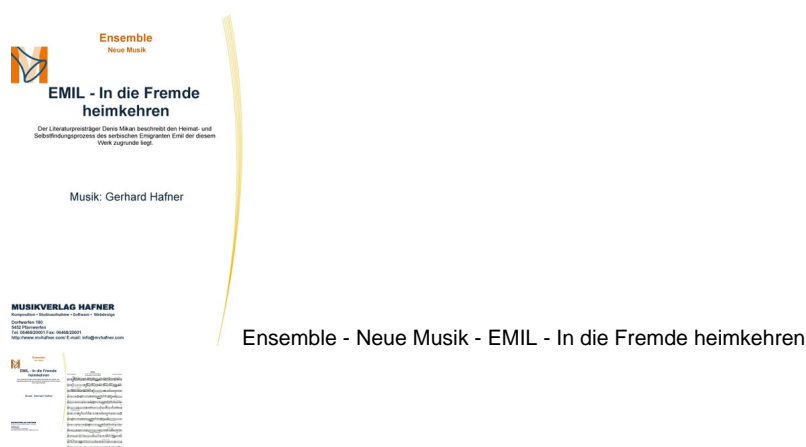 Ensemble
Neue Musik
EMIL - In die Fremde
heimkehren
Der Literaturpreisträger Denis Mikan beschreibt den Heimat- und
Selbstfindungsprozess des serbischen Emigranten Emil der diesem
Werk zugrunde liegt.
Musik: Gerhard Hafner
MUSIKVERLAG HAFNER
Komposition • Studioaufnahme • Software • Webdesign
Dorfwerfen 180
5452 Pfarrwerfen
Tel: 06468/20001 Fax: 06468/20001
http://www.mvhafner.com/ E-mail: info@mvhafner.com
Ensemble - Neue Musik - EMIL - In die Fremde heimkehren
Ensemble
EMIL - In die Fremde
heimkehren
Musik: Gerhard Hafner